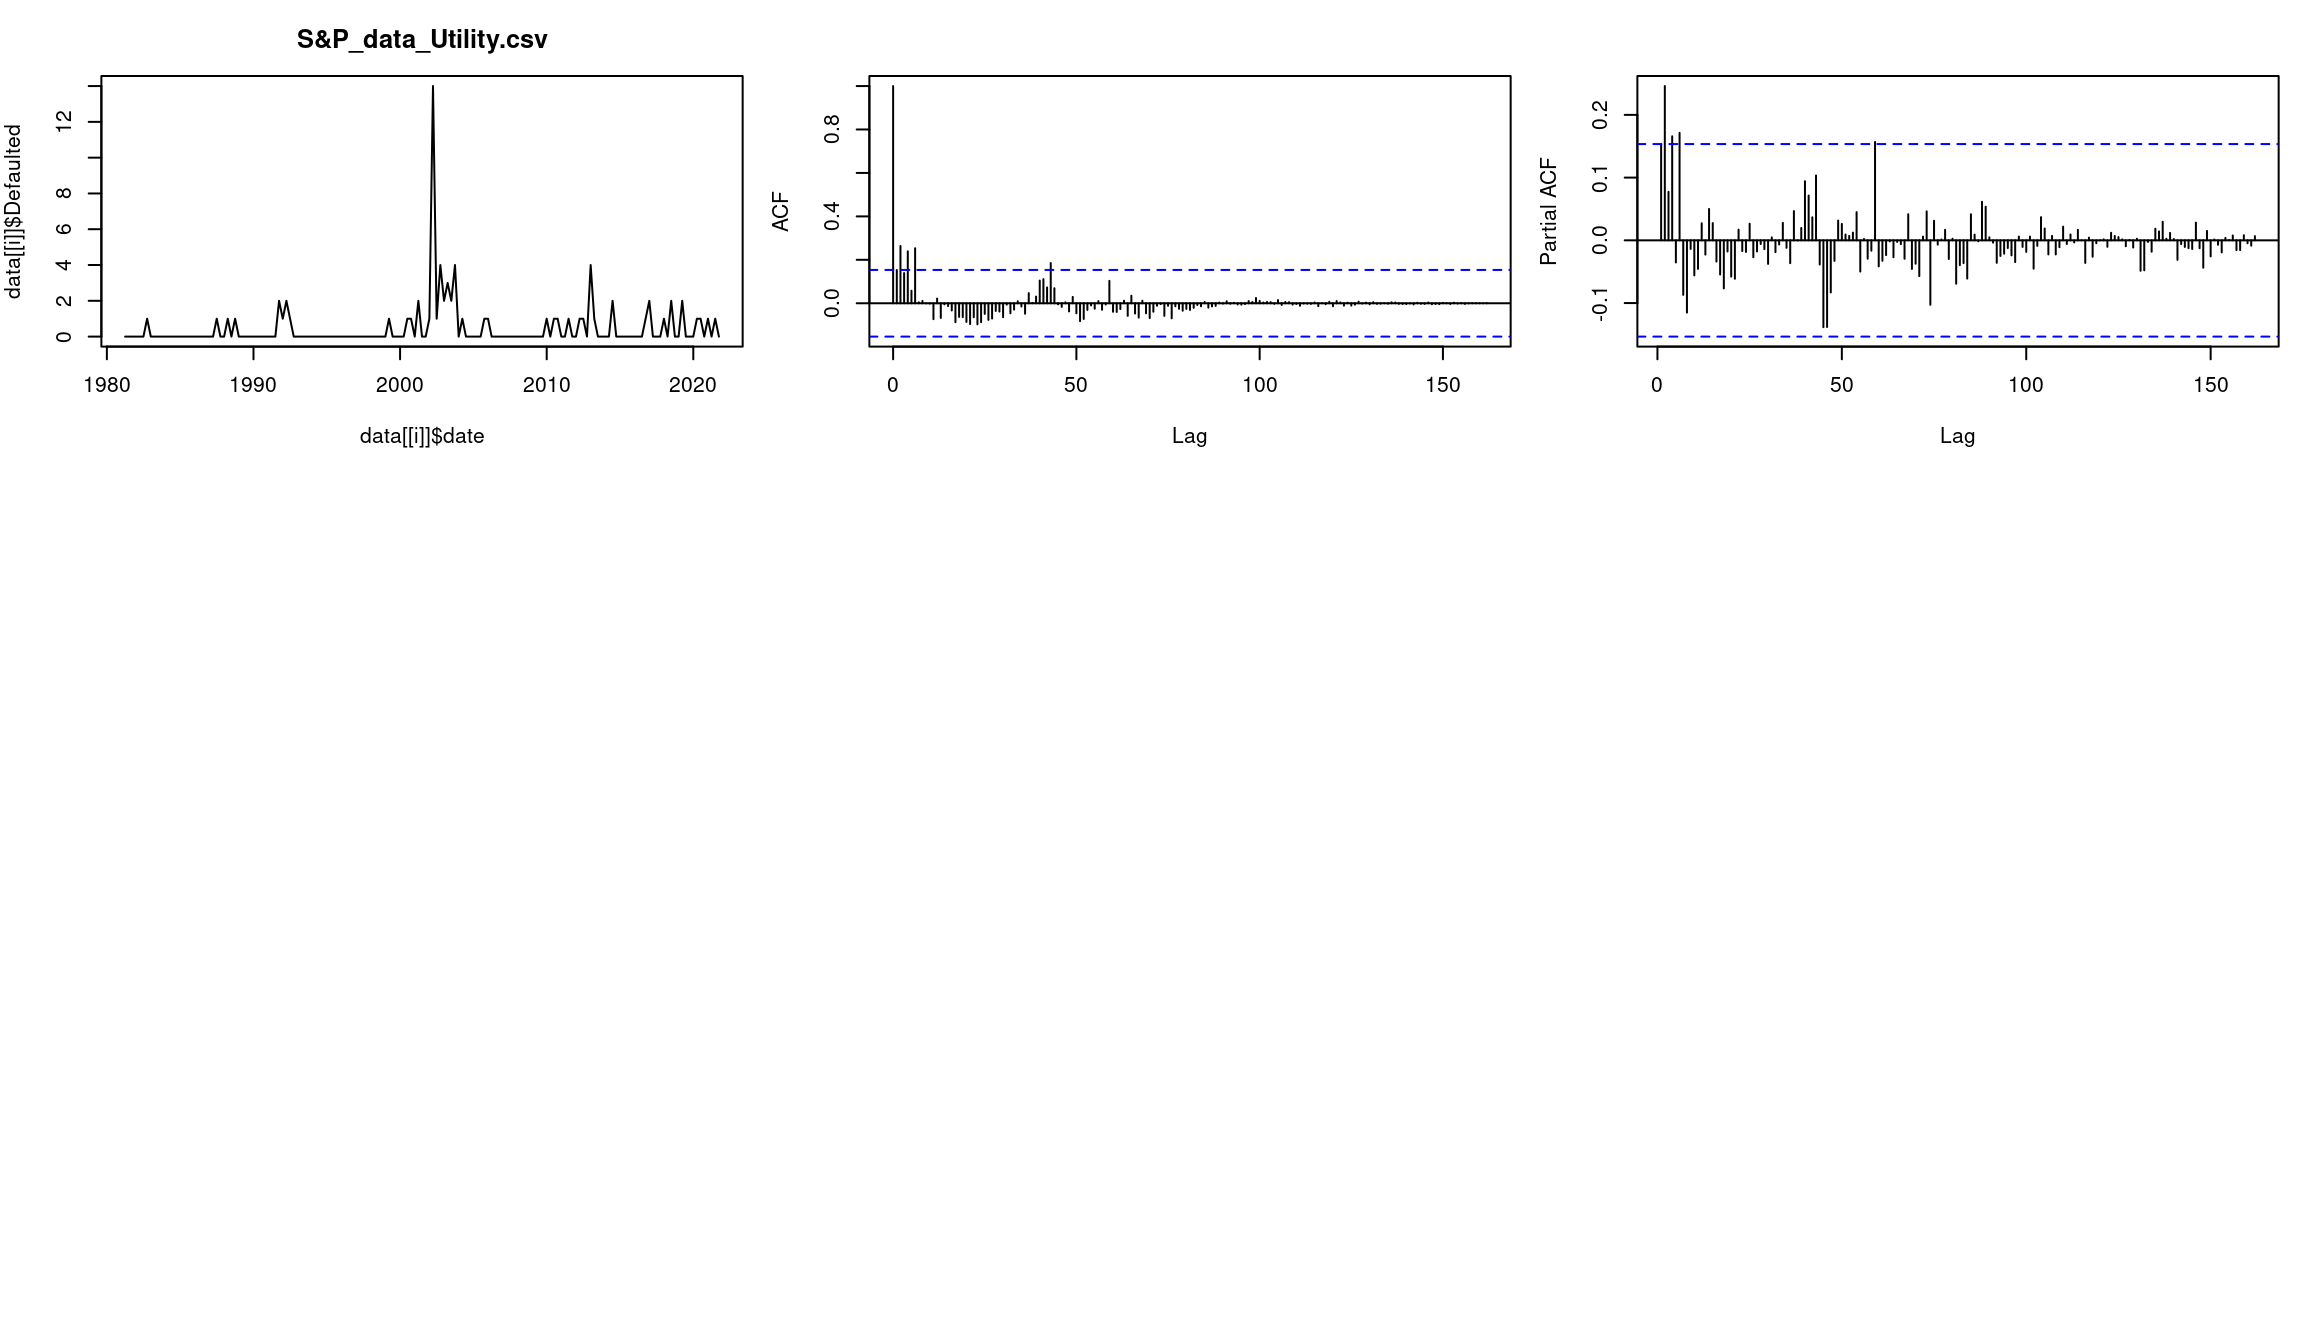 S&P_data_Utility.csv
data[[i]]$Defaulted
0 2 4 6 8 12
1980 1990 2000 2010 2020
data[[i]]$date
ACF
0.0 0.4 0.8
0 50 100 150
Lag
Partial ACF
-0.1 0.0 0.1 0.2
0 50 100 150
Lag